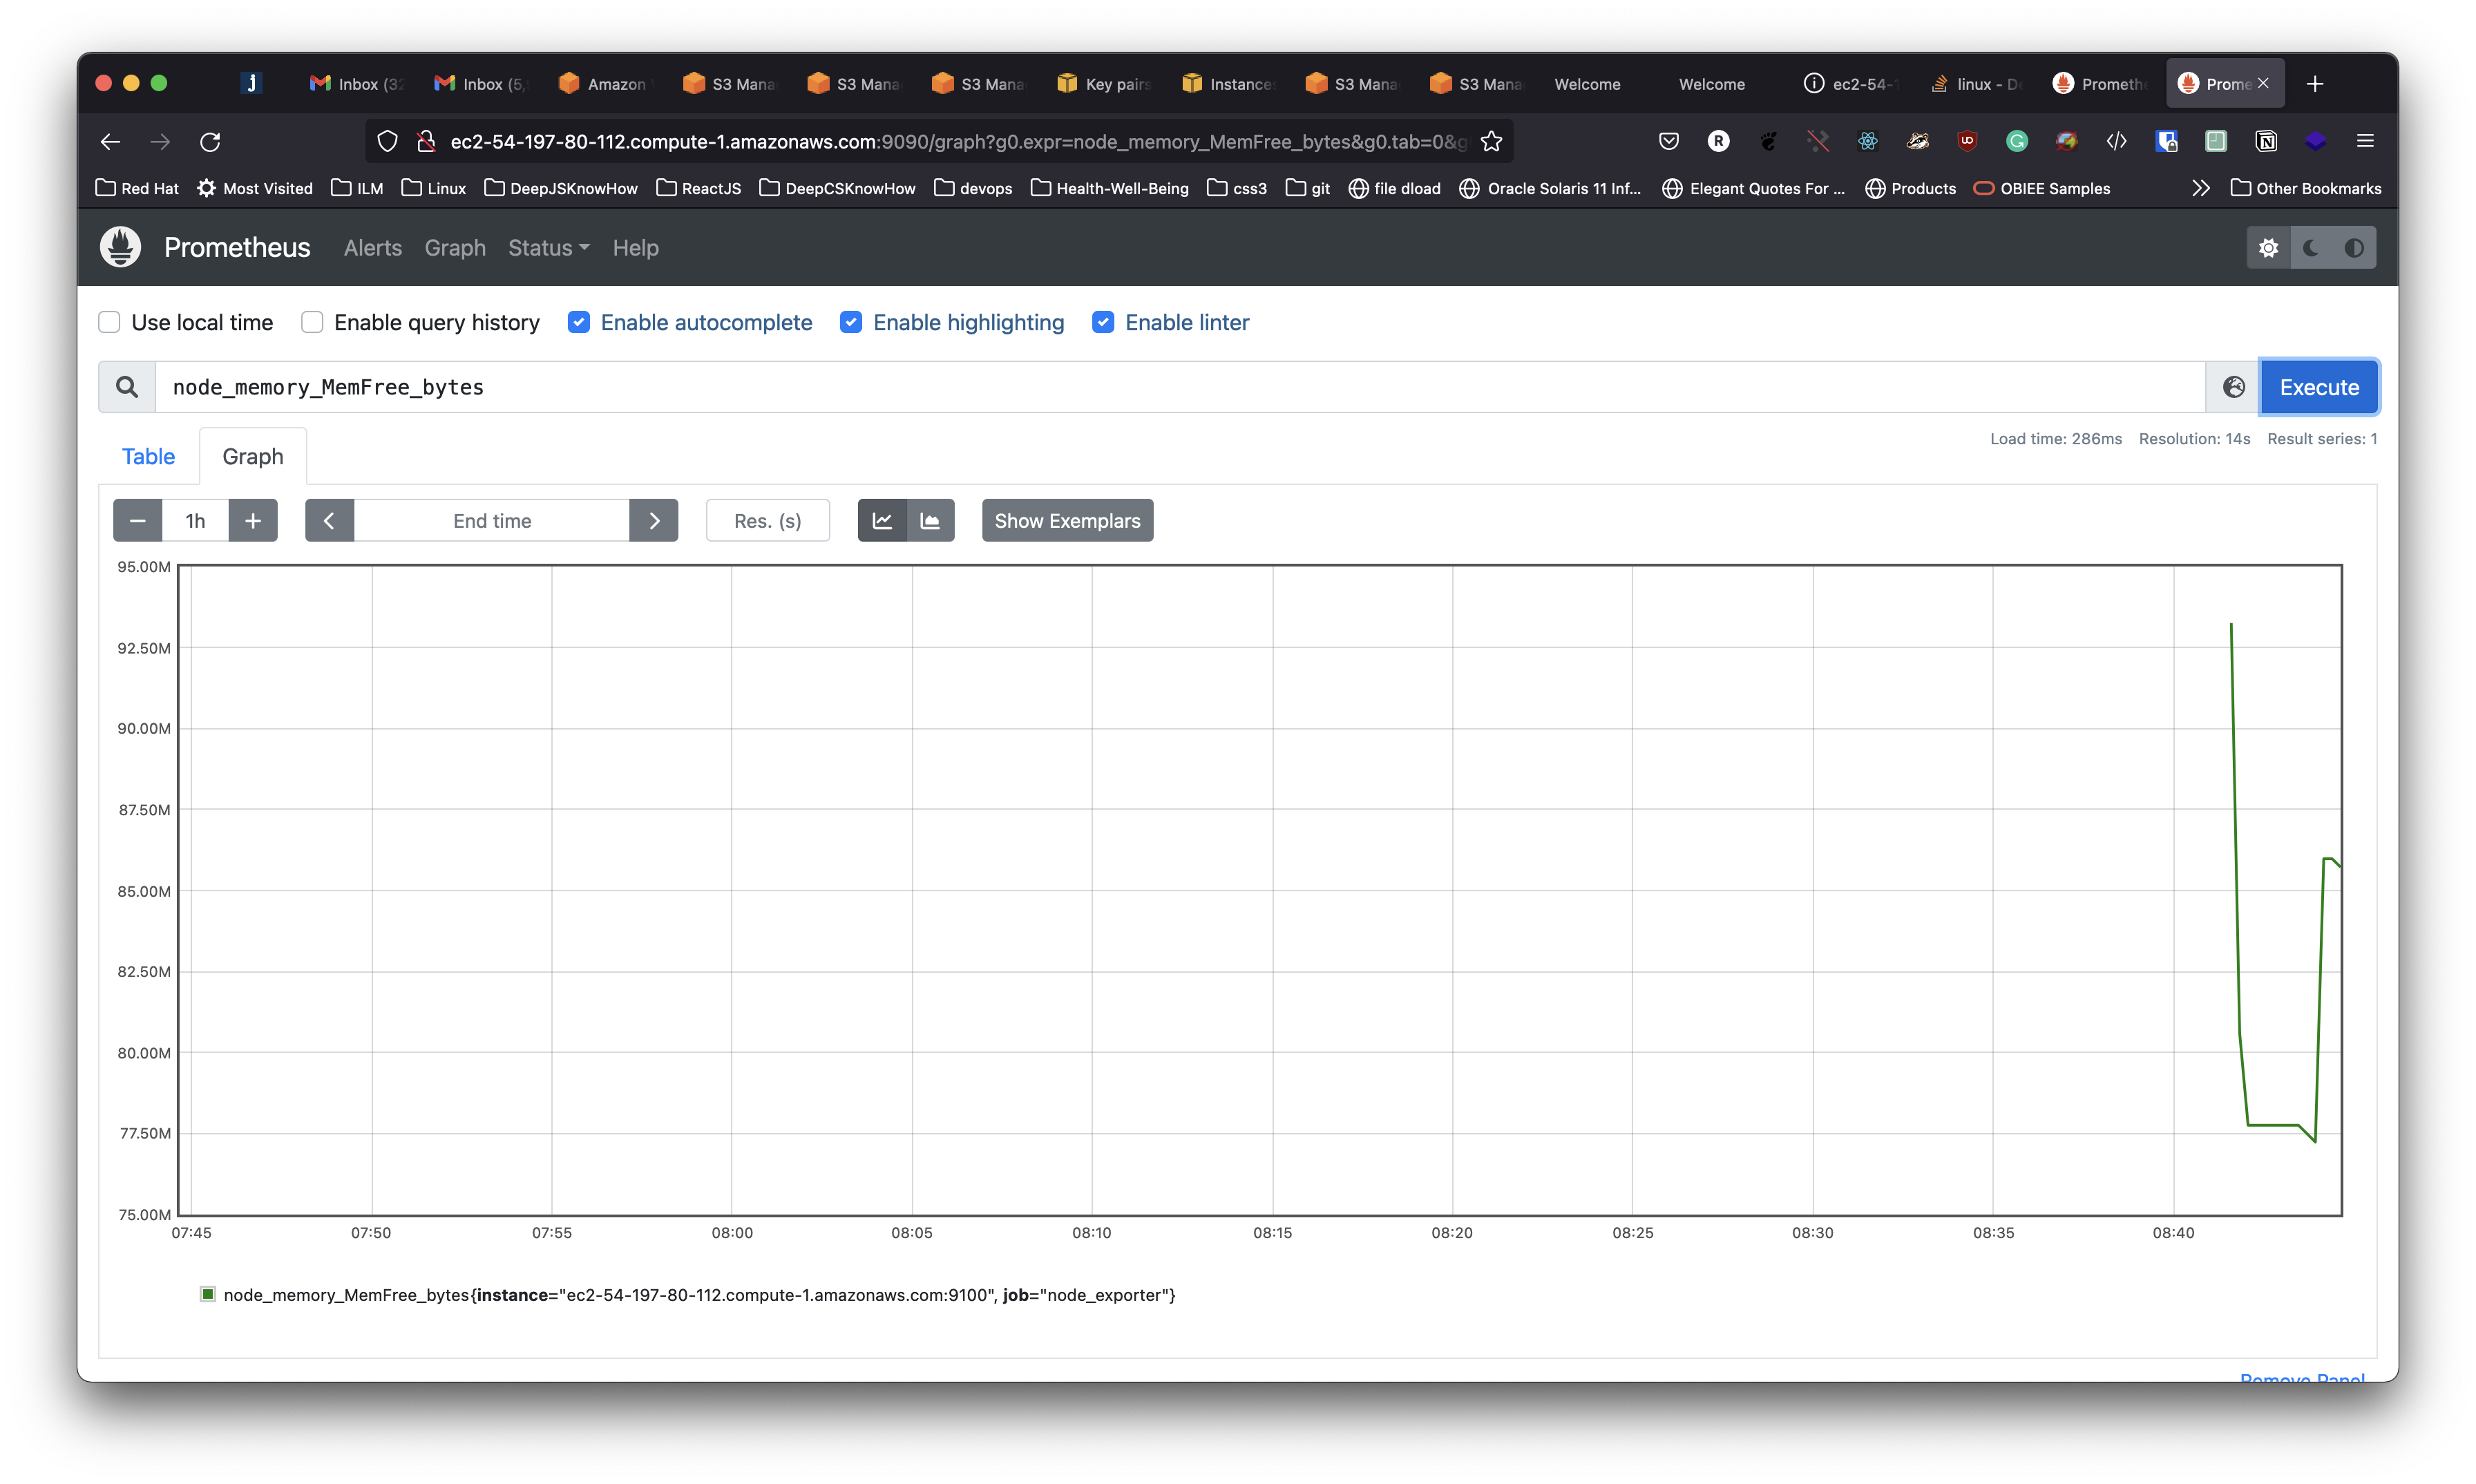 j Inbox (32 Inbox (5, Amazon S3 Mana S3 Mana S3 Mana Key pairs Instances S3 Mana S3 Mana Welcome Welcome ec2-54-1 linux - De Prometh Prome
ec2-54-197-80-112.compute-1.amazonaws.com:9090/graph?g0.expr=node_memory_MemFree_bytes&g0.tab=0&g
Red Hat Most Visited ILM Linux DeepJSKnowHow ReactJS DeepCSKnowHow devops Health-Well-Being css3 git file dload Oracle Solaris 11 Inf... Elegant Quotes For ... Products OBIEE Samples Other Bookmarks
Prometheus Alerts Graph Status Help
Use local time Enable query history Enable autocomplete Enable highlighting Enable linter
node_memory_MemFree_bytes Execute
Load time: 286ms Resolution: 14s Result series: 1
Table Graph
1h End time Res. (s) Show Exemplars
95.00M
92.50M
90.00M
87.50M
85.00M
82.50M
80.00M
77.50M
75.00M
07:45 07:50 07:55 08:00 08:05 08:10 08:15 08:20 08:25 08:30 08:35 08:40
node_memory_MemFree_bytes{instance="ec2-54-197-80-112.compute-1.amazonaws.com:9100", job="node_exporter"}
Remove Panel